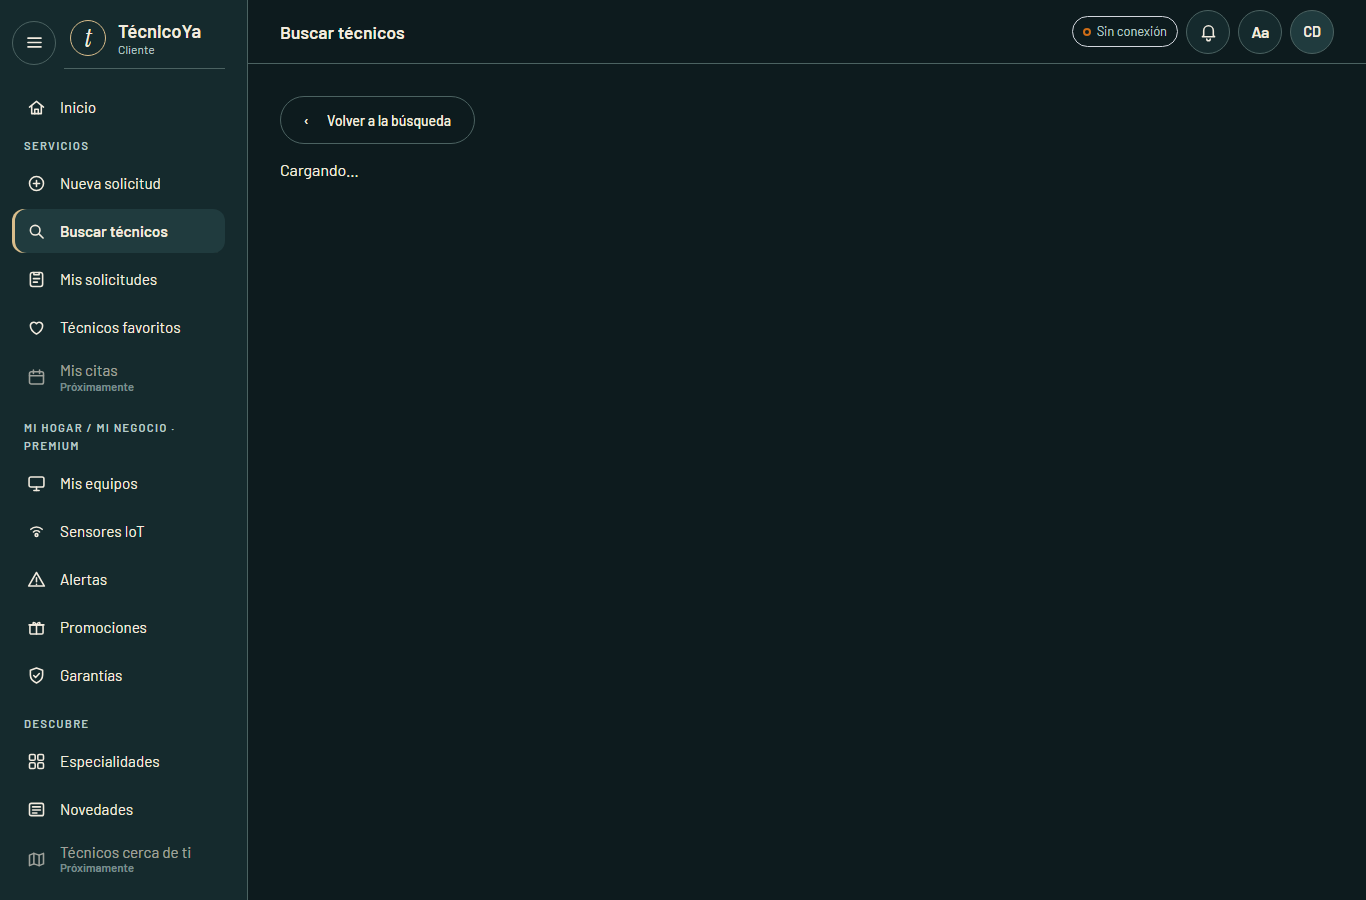 t
TécnicoYa
Cliente
Inicio
SERVICIOS
Nueva solicitud
Buscar técnicos
Mis solicitudes
Técnicos favoritos
Mis citas
Próximamente
MI HOGAR / MI NEGOCIO ·
PREMIUM
Mis equipos
Sensores IoT
Alertas
Promociones
Garantías
DESCUBRE
Especialidades
Novedades
Técnicos cerca de ti
Próximamente
Buscar técnicos
Sin conexión
Aa
CD
‹ Volver a la búsqueda
Cargando...